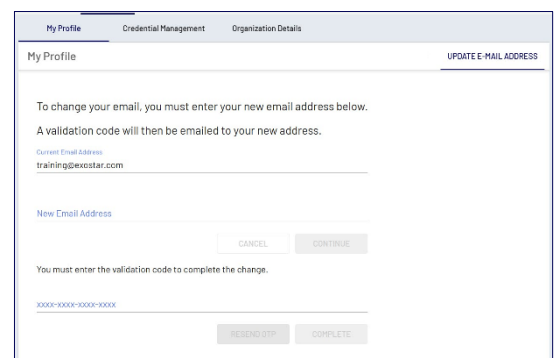 My Profile Credential Management Organization Details
My Profile UPDATE E-MAIL ADDRESS
To change your email, you must enter your new email address below.
A validation code will then be emailed to your new address.
Current Email Address
training@exostar.com
New Email Address
CANCEL CONTINUE
You must enter the validation code to complete the change.
xxxx-xxxx-xxxx-xxxx
RESEND OTP COMPLETE